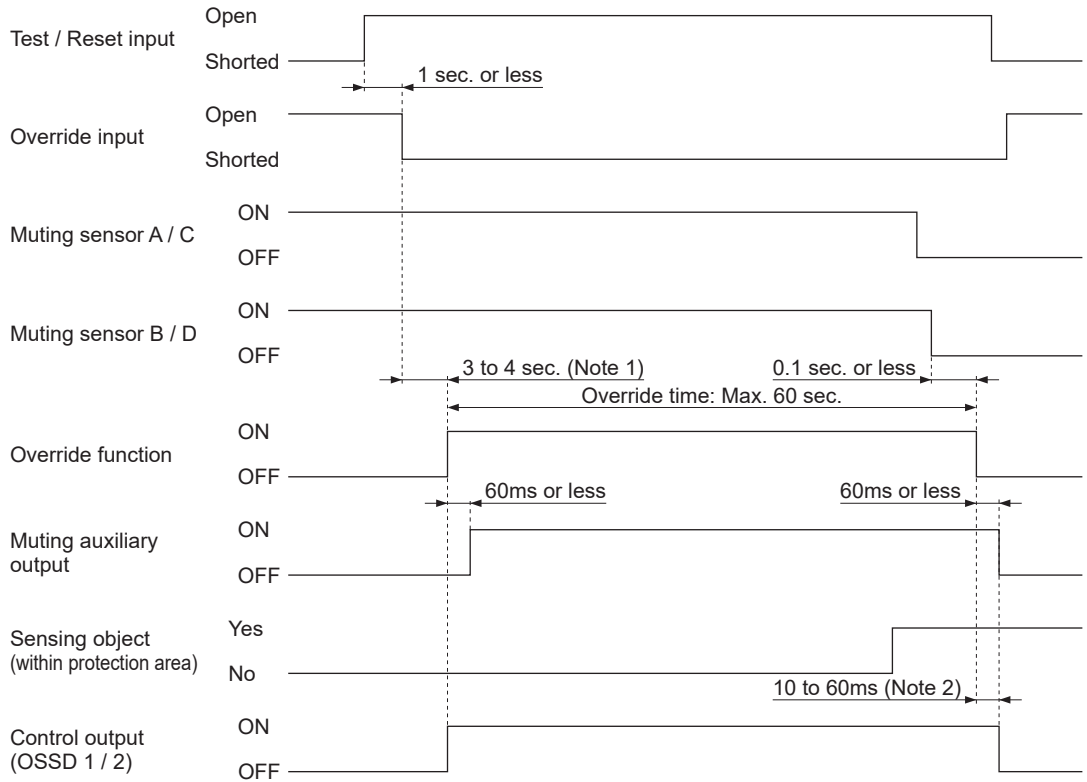 Test / Reset input
Open
Shorted
1 sec. or less
Override input
Open
Shorted
Muting sensor A / C
ON
OFF
Muting sensor B / D
ON
OFF
3 to 4 sec. (Note 1)
0.1 sec. or less
Override time: Max. 60 sec.
Override function
ON
OFF
60ms or less
60ms or less
Muting auxiliary
output
ON
OFF
Sensing object
(within protection area)
Yes
No
10 to 60ms (Note 2)
Control output
(OSSD 1 / 2)
ON
OFF